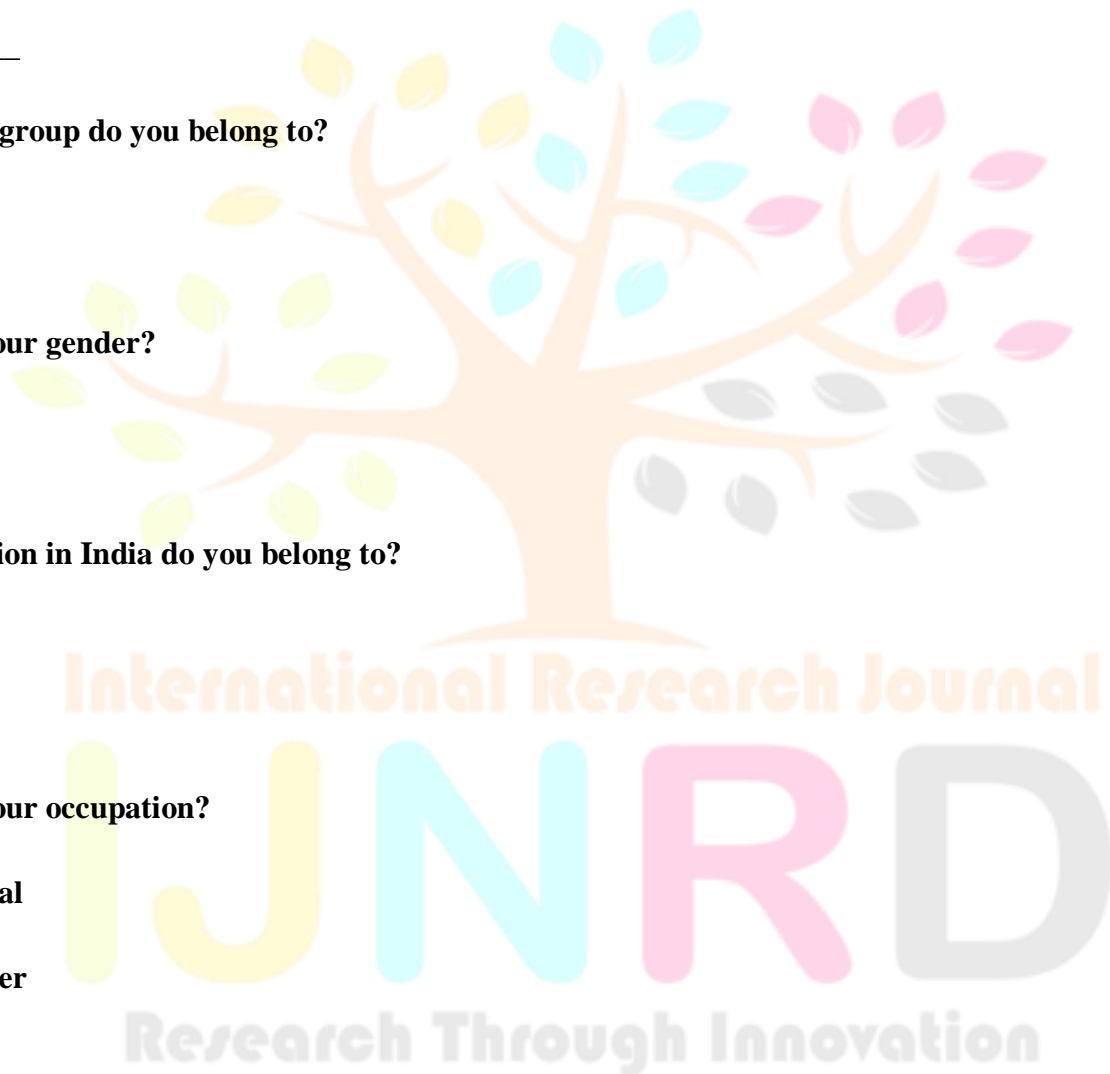 group do you belong to?
our gender?
ion in India do you belong to?
International Research Journal
our occupation?
al
er
IJNRD
Research Through Innovation